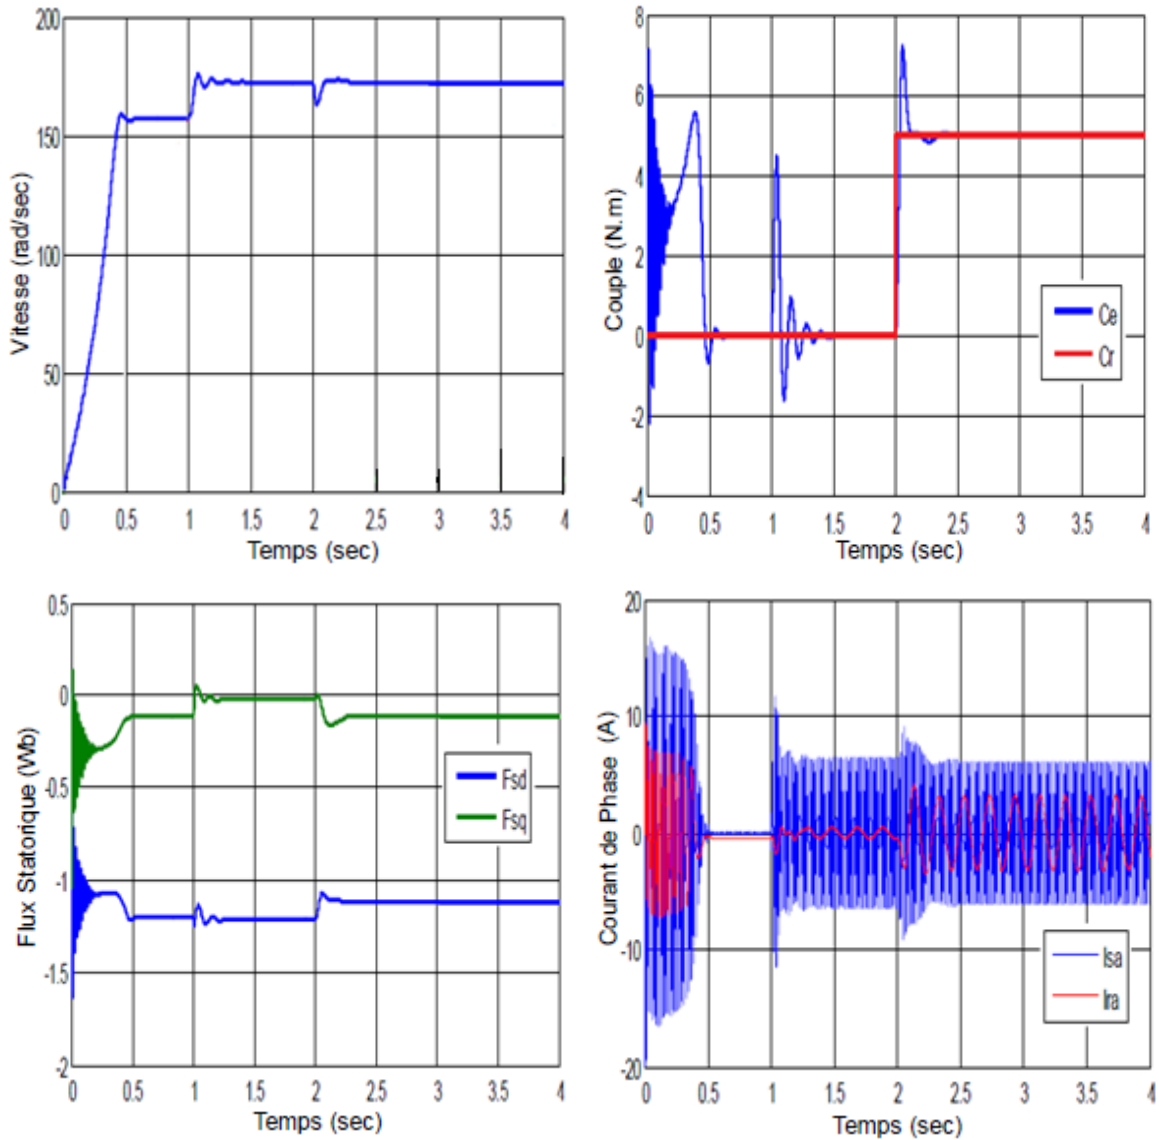 200
150
100
50
0
Vitesse (rad/sec)
0 0.5 1 1.5 2 2.5 3 3.5 4
Temps (sec)
8
6
4
2
0
-2
-4
Couple (N.m)
Ce
Cr
0 0.5 1 1.5 2 2.5 3 3.5 4
Temps (sec)
0.5
0
-0.5
-1
-1.5
-2
Flux Statorique (Wb)
Fsd
Fsq
0 0.5 1 1.5 2 2.5 3 3.5 4
Temps (sec)
20
10
0
-10
-20
Courant de Phase (A)
Isa
Ira
0 0.5 1 1.5 2 2.5 3 3.5 4
Temps (sec)